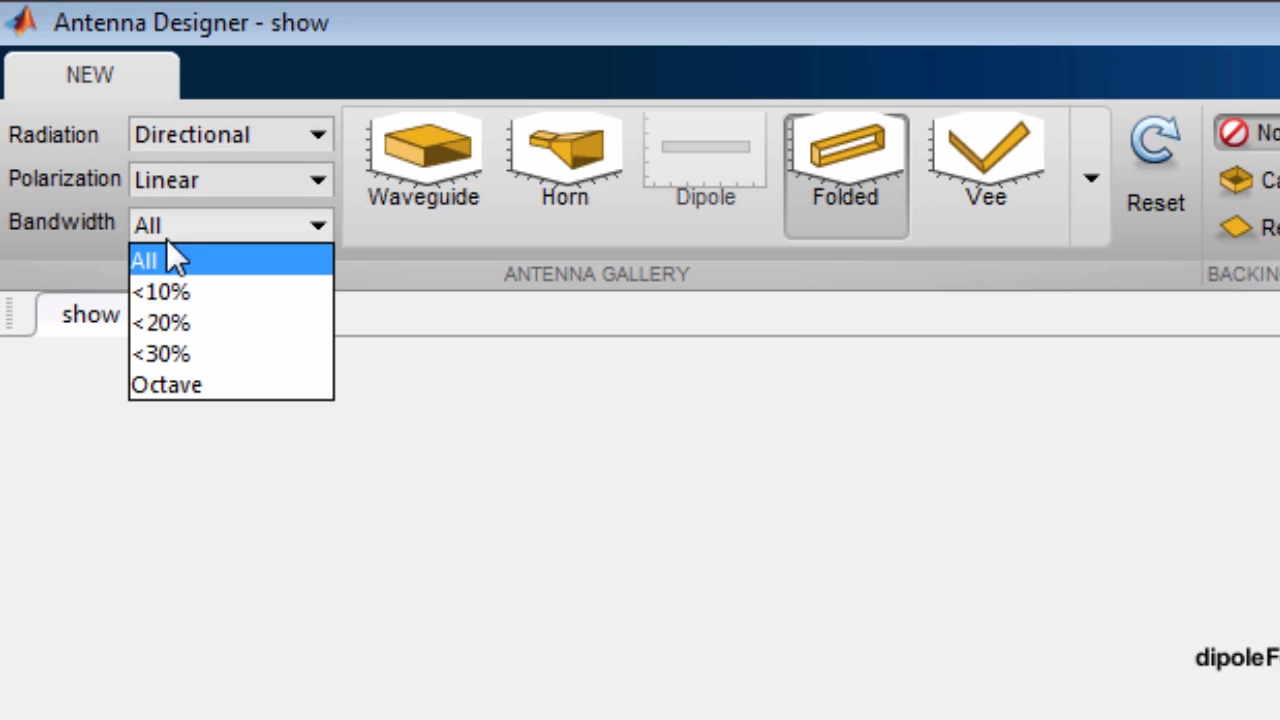 Antenna Designer - show
NEW
Radiation
Directional
Polarization
Linear
Bandwidth
All
All
<10%
<20%
<30%
Octave
Waveguide
Horn
Dipole
Folded
Vee
Reset
ANTENNA GALLERY
show